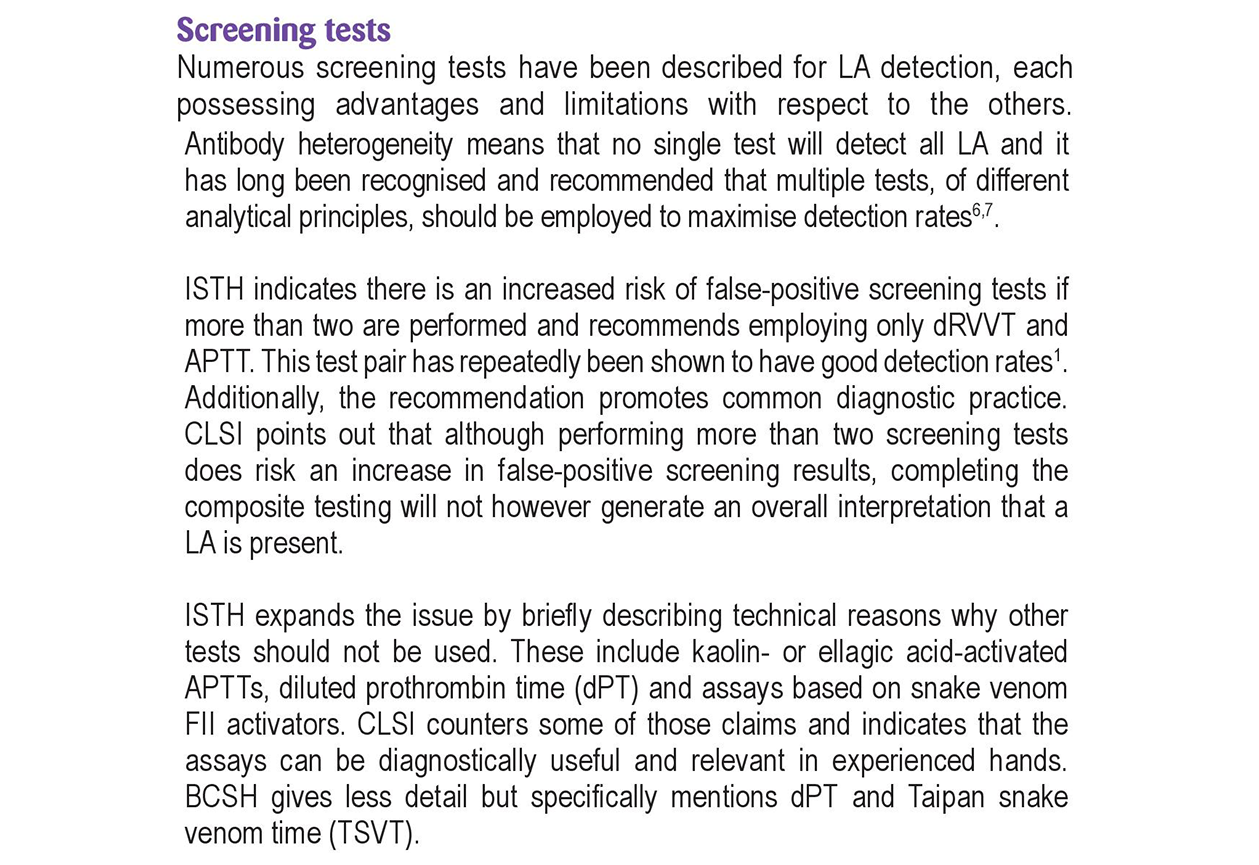 Screening tests
Numerous screening tests have been described for LA detection, each
possessing advantages and limitations with respect to the others.
Antibody heterogeneity means that no single test will detect all LA and it
has long been recognised and recommended that multiple tests, of different
analytical principles, should be employed to maximise detection rates6,7.
ISTH indicates there is an increased risk of false-positive screening tests if
more than two are performed and recommends employing only dRVVT and
APTT. This test pair has repeatedly been shown to have good detection rates1.
Additionally, the recommendation promotes common diagnostic practice.
CLSI points out that although performing more than two screening tests
does risk an increase in false-positive screening results, completing the
composite testing will not however generate an overall interpretation that a
LA is present.
ISTH expands the issue by briefly describing technical reasons why other
tests should not be used. These include kaolin- or ellagic acid-activated
APTTs, diluted prothrombin time (dPT) and assays based on snake venom
FII activators. CLSI counters some of those claims and indicates that the
assays can be diagnostically useful and relevant in experienced hands.
BCSH gives less detail but specifically mentions dPT and Taipan snake
venom time (TSVT).